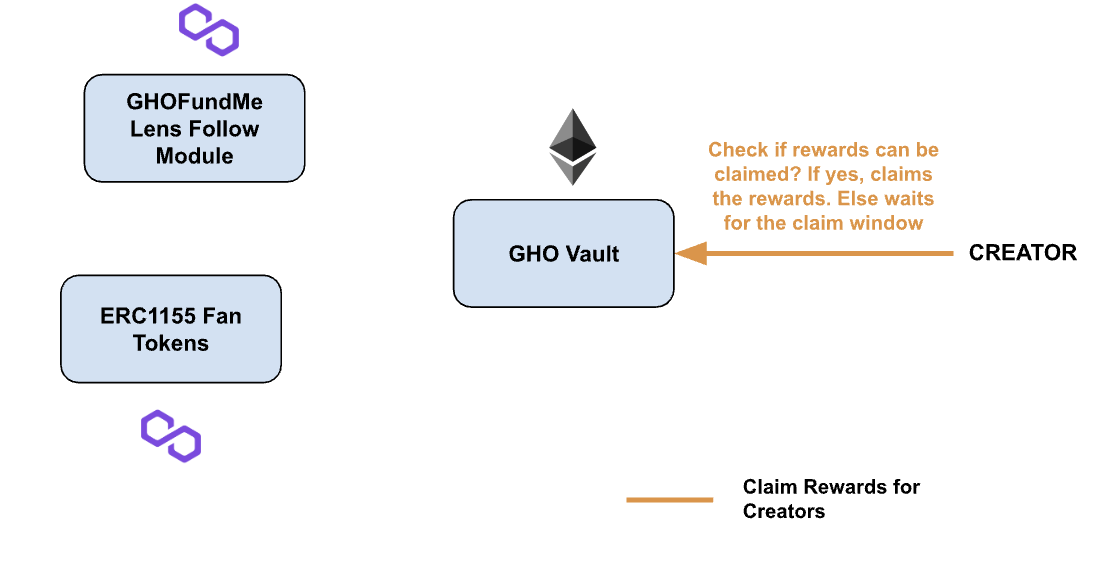 GHOFundMe
Lens Follow
Module
Check if rewards can be
claimed? If yes, claims
the rewards. Else waits
for the claim window
GHO Vault
CREATOR
ERC1155 Fan
Tokens
Claim Rewards for
Creators